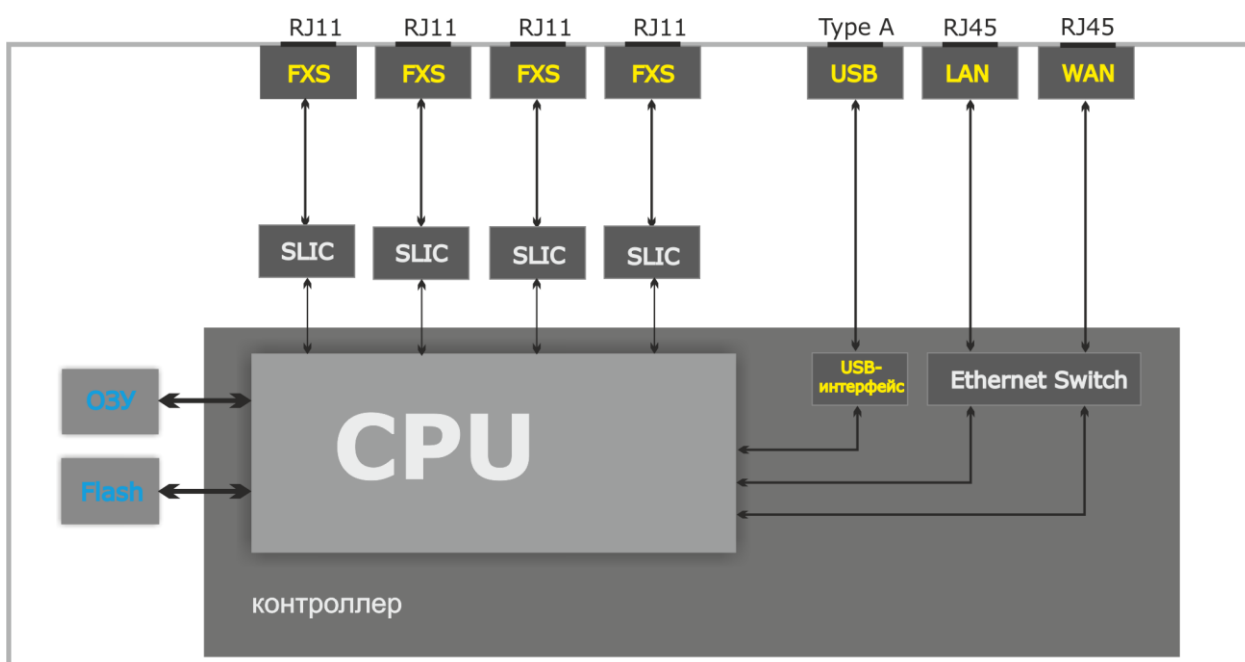 RJ11 RJ11 RJ11 RJ11 Type A RJ45 RJ45
FXS FXS FXS FXS USB LAN WAN
SLIC SLIC SLIC SLIC
USB-
интерфейс
Ethernet Switch
ОЗУ
CPU
Flash
контроллер